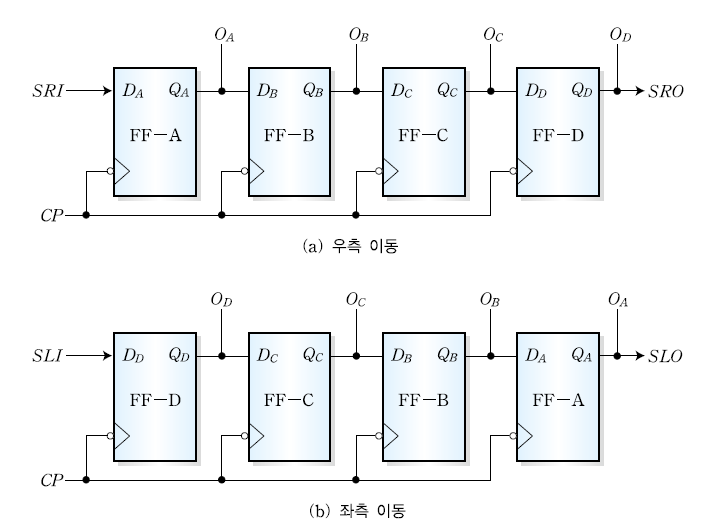 O_A O_B O_C O_D
SRI D_A Q_A D_B Q_B D_C Q_C D_D Q_D SRO
FF-A FF-B FF-C FF-D
CP
(a) 우측 이동
O_D O_C O_B O_A
SLI D_D Q_D D_C Q_C D_B Q_B D_A Q_A SLO
FF-D FF-C FF-B FF-A
CP
(b) 좌측 이동